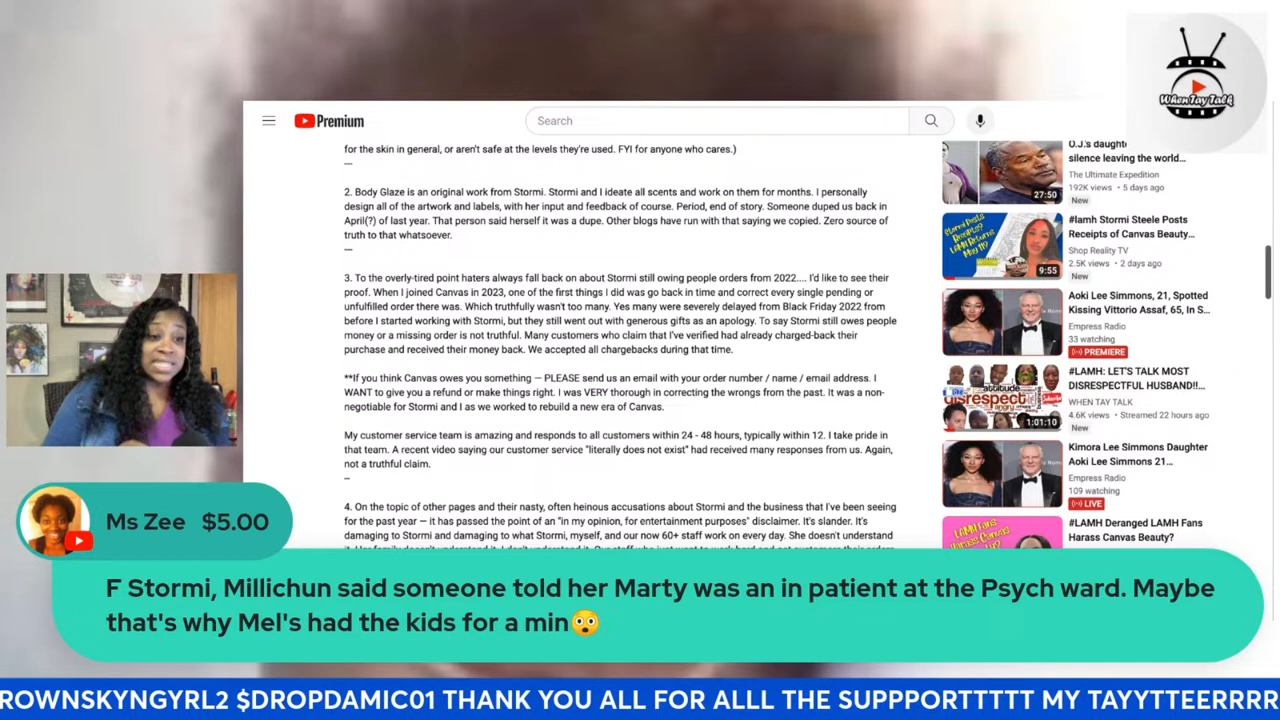 When Tay Talk
Premium
Search
for the skin in general, or aren't safe at the levels they're used. FYI for anyone who cares.)
---
2. Body Glaze is an original work from Stormi. Stormi and I ideate all scents and work on them for months. I personally
design all of the artwork and labels, with her input and feedback of course. Period, end of story. Someone duped us back in
April(?) of last year. That person said herself it was a dupe. Other blogs have run with that saying we copied. Zero source of
truth to that whatsoever.
---
3. To the overly-tired point haters always fall back on about Stormi still owing people orders from 2022.... I'd like to see their
proof. When I joined Canvas in 2023, one of the first things I did was go back in time and correct every single pending or
unfulfilled order there was. Which truthfully wasn't too many. Yes many were severely delayed from Black Friday 2022 from
before I started working with Stormi, but they still went out with generous gifts as an apology. To say Stormi still owes people
money or a missing order is not truthful. Many customers who claim that I've verified had already charged-back their
purchase and received their money back. We accepted all chargebacks during that time.
**If you think Canvas owes you something — PLEASE send us an email with your order number / name / email address. I
WANT to give you a refund or make things right. I was VERY thorough in correcting the wrongs from the past. It was a non-
negotiable for Stormi and I as we worked to rebuild a new era of Canvas.
My customer service team is amazing and responds to all customers within 24 - 48 hours, typically within 12. I take pride in
that team. A recent video saying our customer service "literally does not exist" had received many responses from us. Again,
not a truthful claim.
--
4. On the topic of other pages and their nasty, often heinous accusations about Stormi and the business that I've been seeing
for the past year — it has passed the point of an "in my opinion, for entertainment purposes" disclaimer. It's slander. It's
damaging to Stormi and damaging to what Stormi, myself, and our now 60+ staff work on every day. She doesn't understand
O.J.'s daught
silence leaving the world...
The Ultimate Expedition
192K views • 5 days ago
New
27:50
#lamh Stormi Steele Posts
Receipts of Canvas Beauty...
Shop Reality TV
2.5K views • 2 days ago
New
9:55
Aoki Lee Simmons, 21, Spotted
Kissing Vittorio Assaf, 65, In S...
Empress Radio
33 watching
PREMIERE
#LAMH: LET'S TALK MOST
DISRESPECTFUL HUSBAND!!...
WHEN TAY TALK
4.6K views • Streamed 22 hours ago
New
attitude
disrespect
1:01:10
Kimora Lee Simmons Daughter
Aoki Lee Simmons 21...
Empress Radio
109 watching
LIVE
#LAMH Deranged LAMH Fans
Harass Canvas Beauty?
Ms Zee $5.00
F Stormi, Millichun said someone told her Marty was an in patient at the Psych ward. Maybe
that's why Mel's had the kids for a min
ROWNSKYNGYRL2 $DROPDAMIC01 THANK YOU ALL FOR ALLL THE SUPPPORTTTTT MY TAYYTTEERRRR